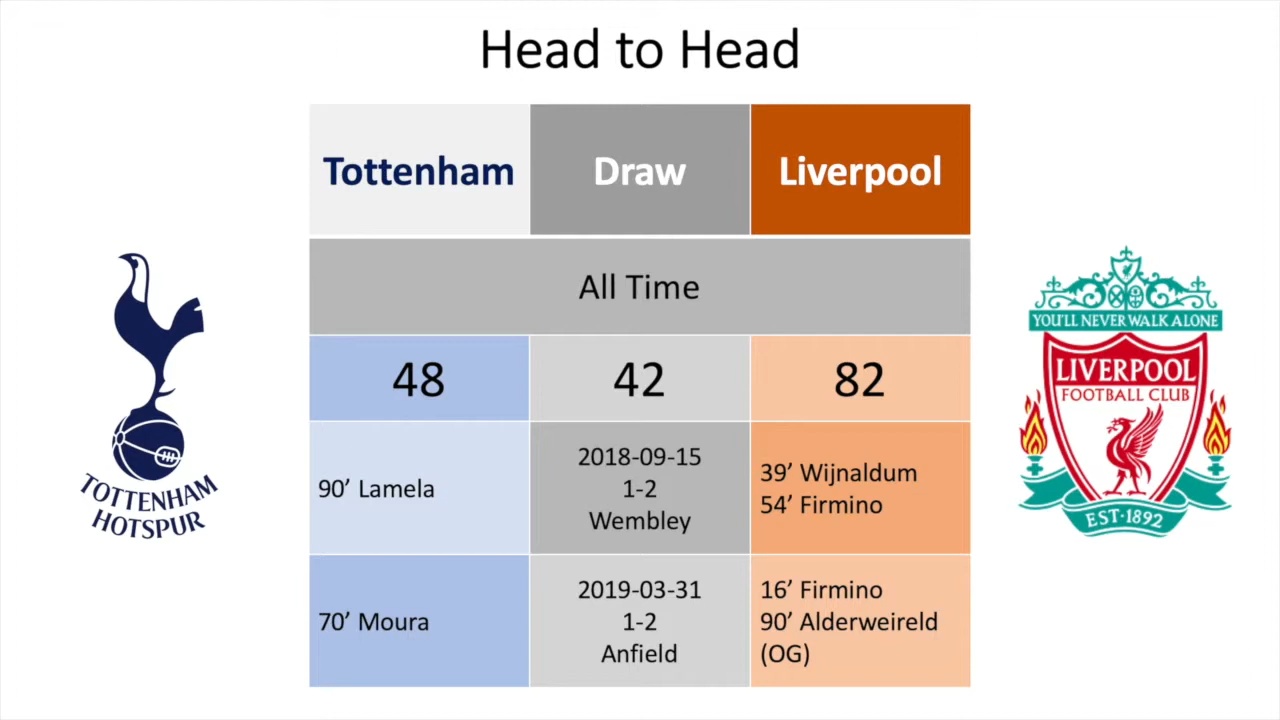 Head to Head
Tottenham Draw Liverpool
All Time
48 42 82
90’ Lamela
2018-09-15
1-2
Wembley
39’ Wijnaldum
54’ Firmino
70’ Moura
2019-03-31
1-2
Anfield
16’ Firmino
90’ Alderweireld
(OG)
TOTTENHAM
HOTSPUR
YOU'LL NEVER WALK ALONE
LIVERPOOL
FOOTBALL CLUB
EST·1892